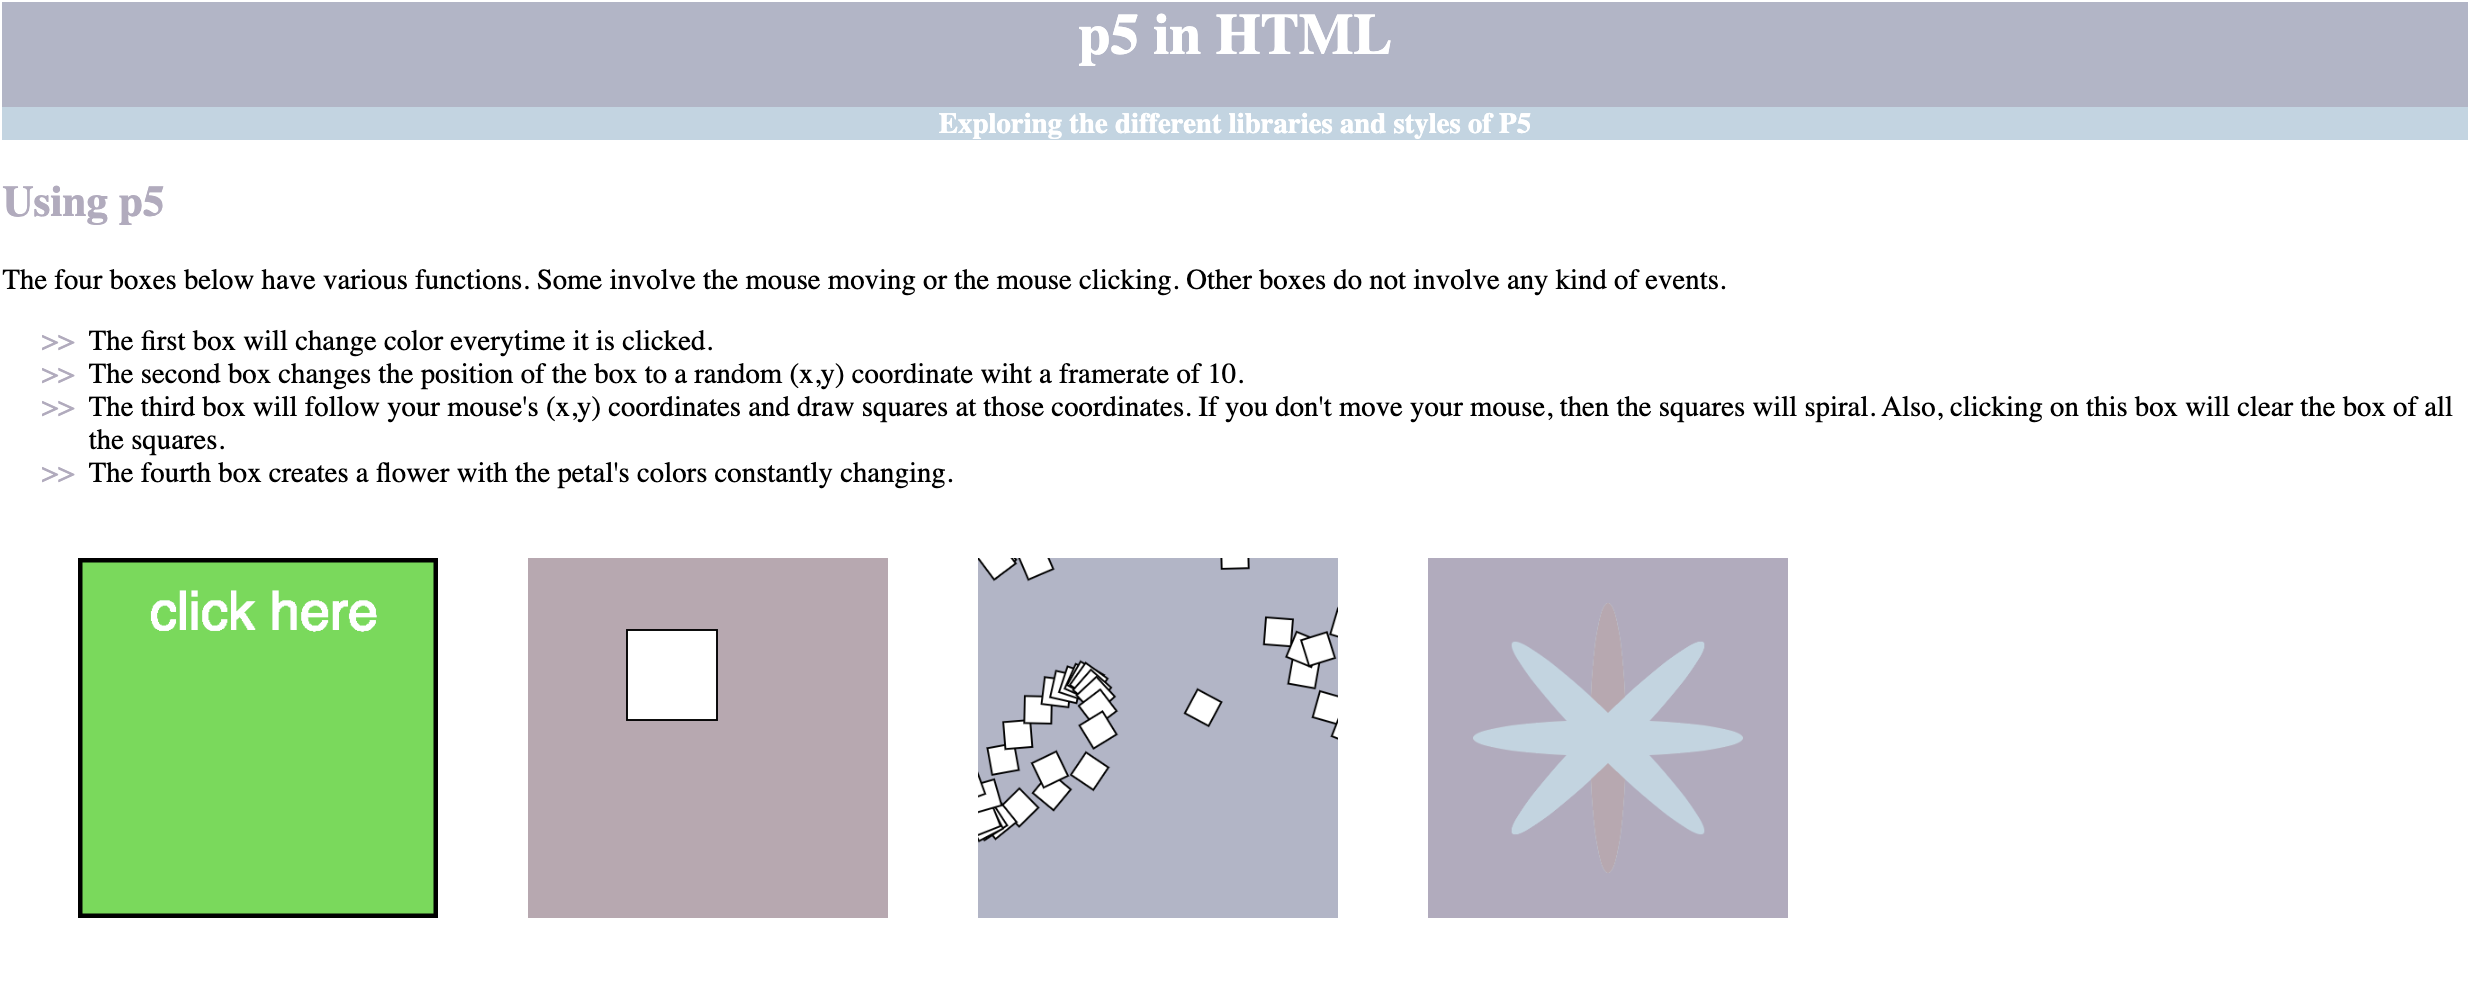 p5 in HTML
Exploring the different libraries and styles of P5
Using p5
The four boxes below have various functions. Some involve the mouse moving or the mouse clicking. Other boxes do not involve any kind of events.
>> The first box will change color everytime it is clicked.
>> The second box changes the position of the box to a random (x,y) coordinate wiht a framerate of 10.
>> The third box will follow your mouse's (x,y) coordinates and draw squares at those coordinates. If you don't move your mouse, then the squares will spiral. Also, clicking on this box will clear the box of all
the squares.
>> The fourth box creates a flower with the petal's colors constantly changing.
click here